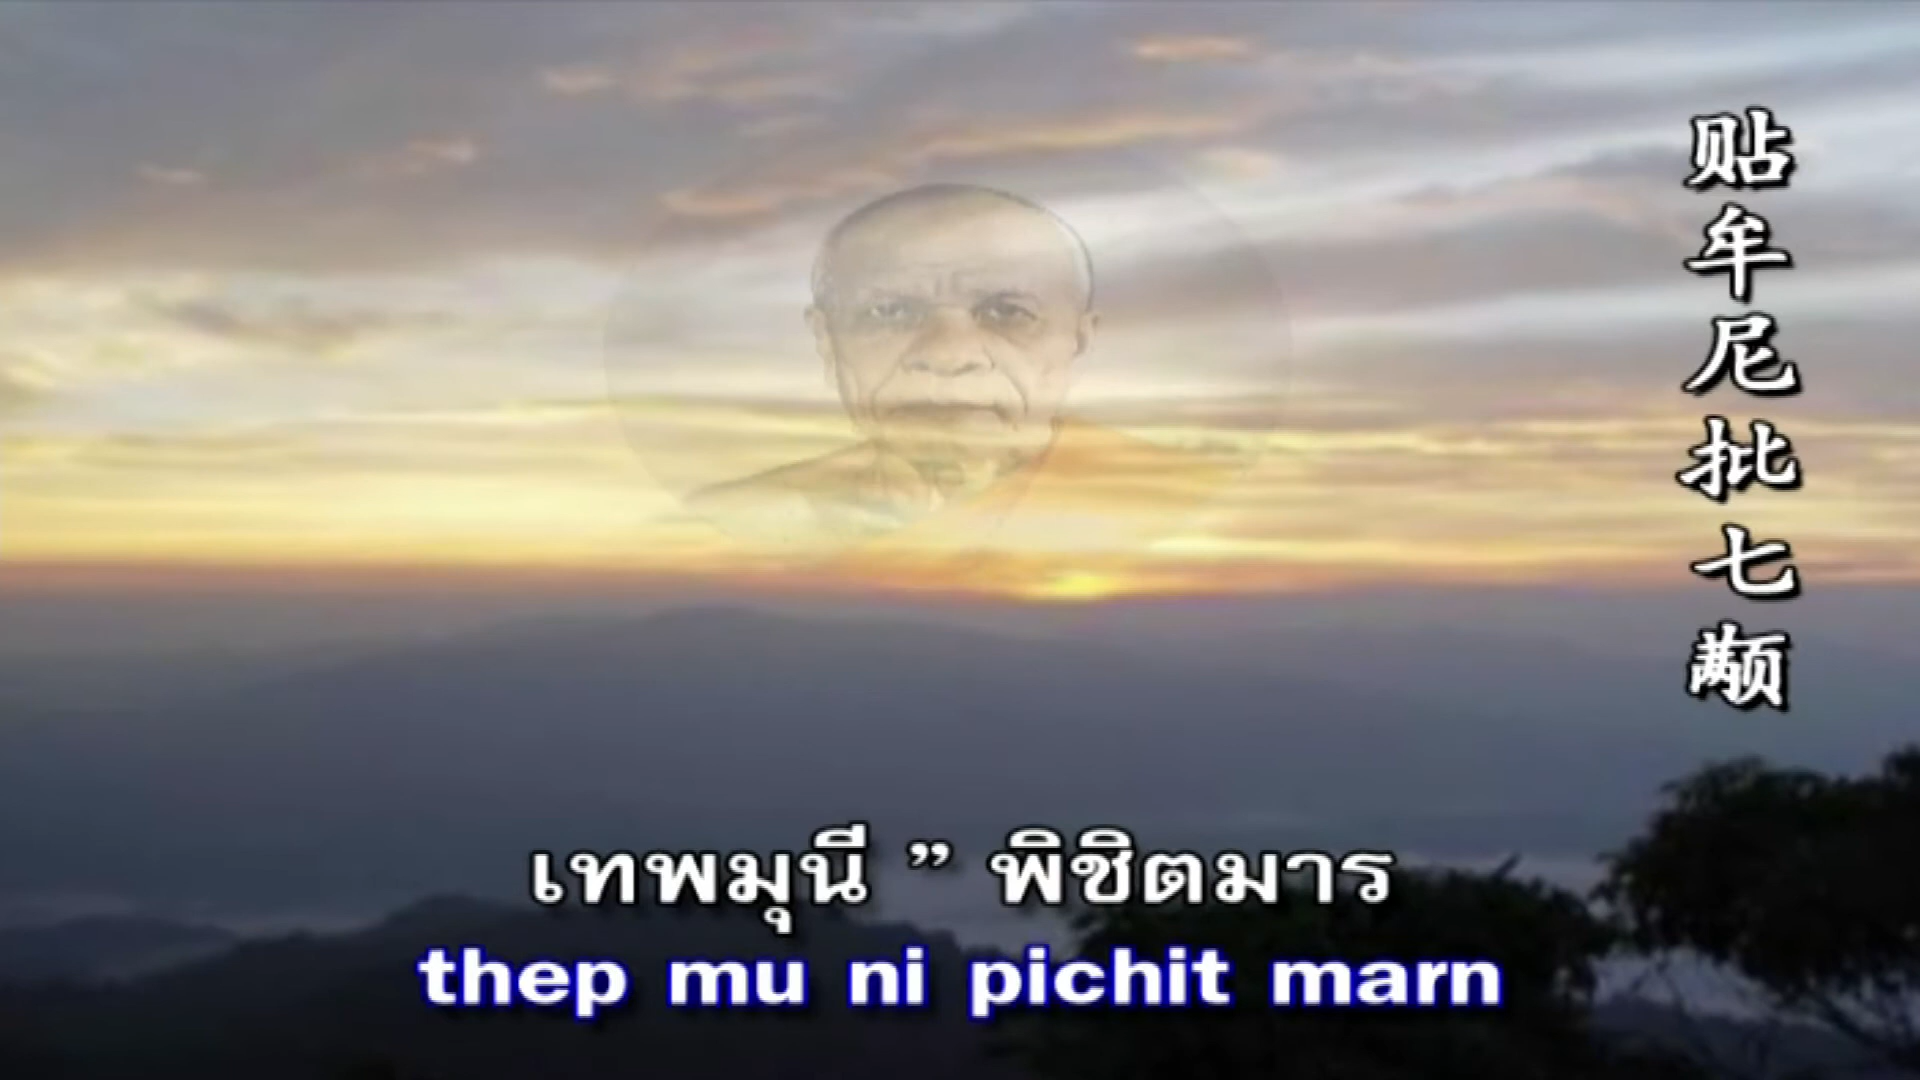 贴牟尼批七颟
เทพมุนี ” พิชิตมาร
thep mu ni pichit marn